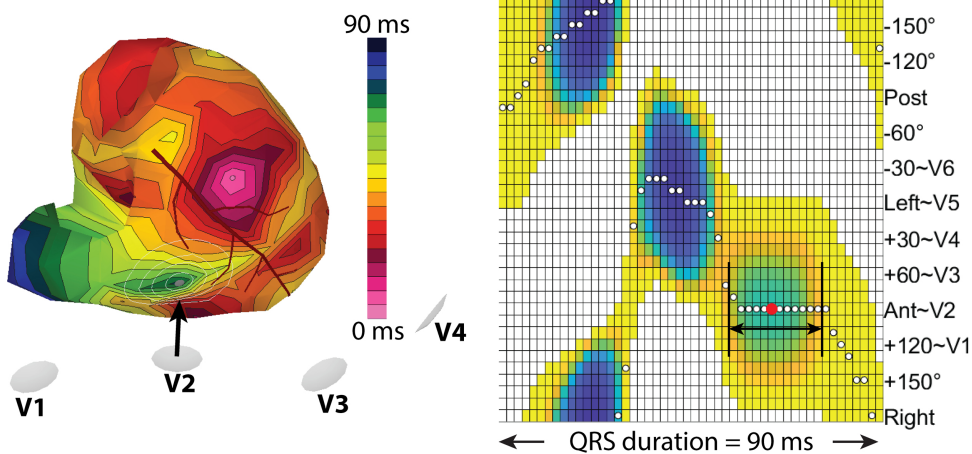 90 ms
0 ms
V4
V1
V2
V3
-150°
-120°
Post
-60°
-30~V6
Left~V5
+30~V4
+60~V3
Ant~V2
+120~V1
+150°
Right
QRS duration = 90 ms